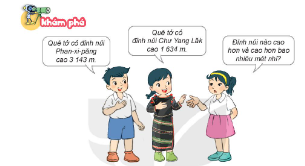 Khám phá
Quê tớ có đỉnh núi
Phan-xi-păng
cao 3 143 m.
Quê tớ có
đỉnh núi Chư Yang Lắk
cao 1 634 m.
Đỉnh núi nào cao
hơn và cao hơn bao
nhiêu mét nhỉ?